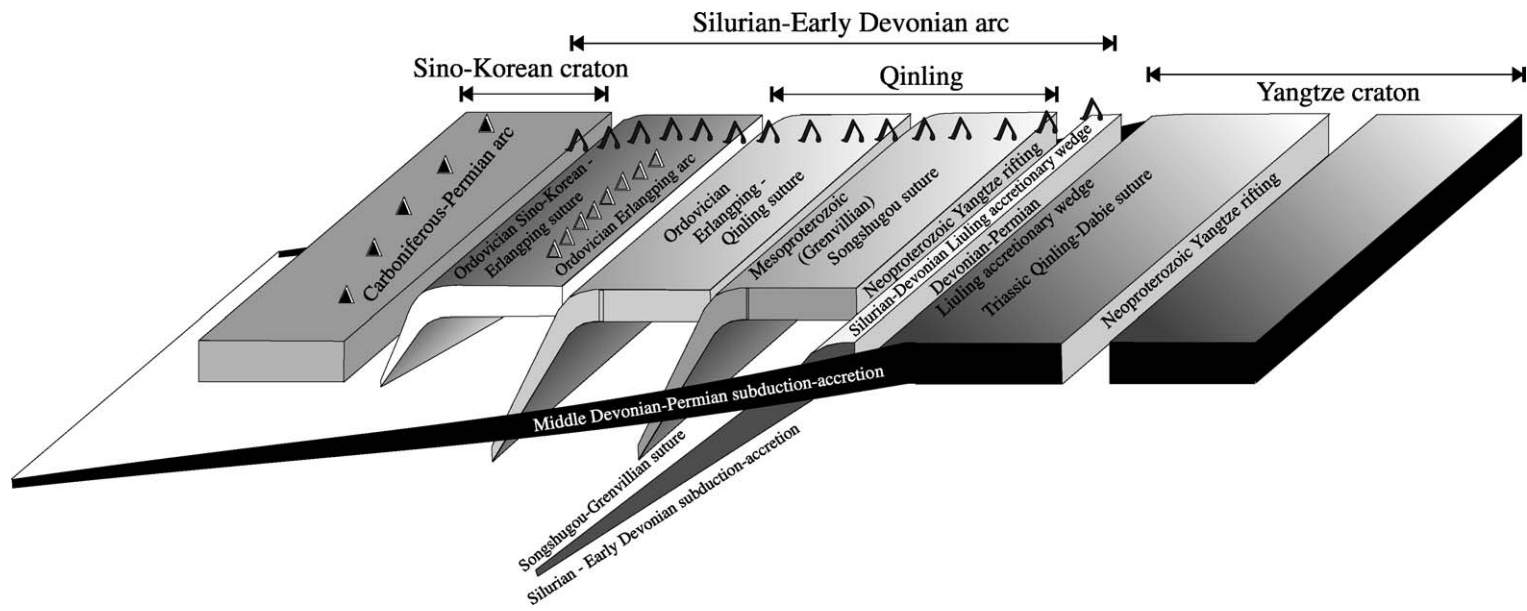 Silurian-Early Devonian arc
Sino-Korean craton
Qinling
Yangtze craton
Carboniferous-Permian arc
Ordovician Sino-Korean -
Erlangping suture
Ordovician Erlangping arc
Ordovician
Erlangping -
Qinling suture
Mesoproterozoic
(Grenvillian)
Songshugou suture
Neoproterozoic Yangtze rifting
Silurian-Devonian Liuling accretionary wedge
Devonian-Permian
Liuling accretionary wedge
Triassic Qinling-Dabie suture
Neoproterozoic Yangtze rifting
Middle Devonian-Permian subduction-accretion
Songshugou-Grenvillian suture
Silurian - Early Devonian subduction-accretion